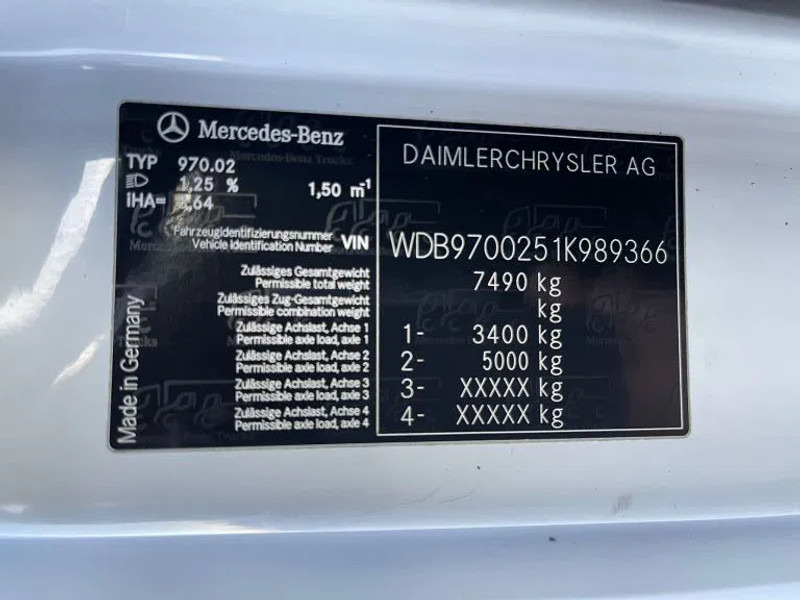 Mercedes-Benz
TYP 970.02
1,25 % 1,50 m-1
IHA= ,64
Fahrzeugidentifizierungsnummer
Vehicle Identification Number VIN
Zulässiges Gesamtgewicht
Permissible total weight
Zulässiges Zug-Gesamtgewicht
Permissible combination weight
Zulässige Achslast, Achse 1
Permissible axle load, axle 1
Zulässige Achslast, Achse 2
Permissible axle load, axle 2
Zulässige Achslast, Achse 3
Permissible axle load, axle 3
Zulässige Achslast, Achse 4
Permissible axle load, axle 4
Made in Germany
DAIMLERCHRYSLER AG
WDB9700251K989366
7490 kg
kg
1- 3400 kg
2- 5000 kg
3- XXXXX kg
4- XXXXX kg